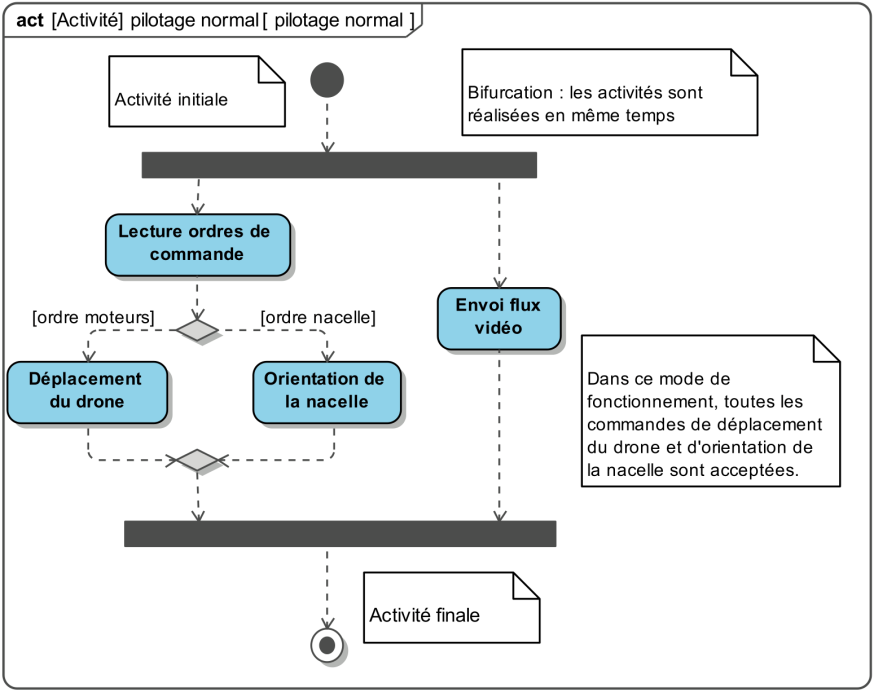 act [Activité] pilotage normal [ pilotage normal ]
Activité initiale
Bifurcation : les activités sont
réalisées en même temps
Lecture ordres de
commande
[ordre moteurs]
[ordre nacelle]
Envoi flux
vidéo
Déplacement
du drone
Orientation de
la nacelle
Dans ce mode de
fonctionnement, toutes les
commandes de déplacement
du drone et d'orientation de
la nacelle sont acceptées.
Activité finale